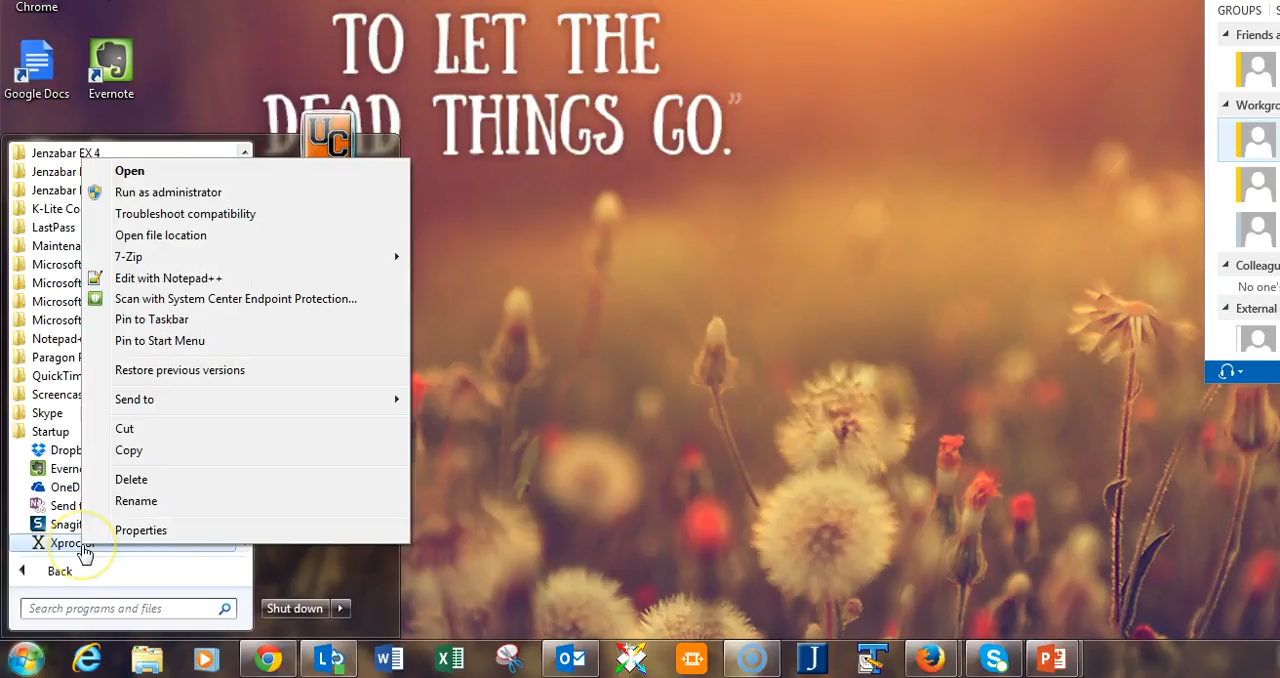 Chrome
Google Docs
Evernote
TO LET THE
DEAD THINGS GO.”
UC
Jenzabar EX 4
Jenzabar
Jenzabar
K-Lite Co
LastPass
Maintena
Microsoft
Microsoft
Microsoft
Microsoft
Notepad+
Paragon
QuickTim
Screencas
Skype
Startup
Dropb
Everno
OneD
Send
Snagit
Back
Search programs and files
Shut down
Open
Run as administrator
Troubleshoot compatibility
Open file location
7-Zip
Edit with Notepad++
Scan with System Center Endpoint Protection...
Pin to Taskbar
Pin to Start Menu
Restore previous versions
Send to
Cut
Copy
Delete
Rename
Properties
GROUPS
Friends a
Workgro
Colleagu
No one's
External